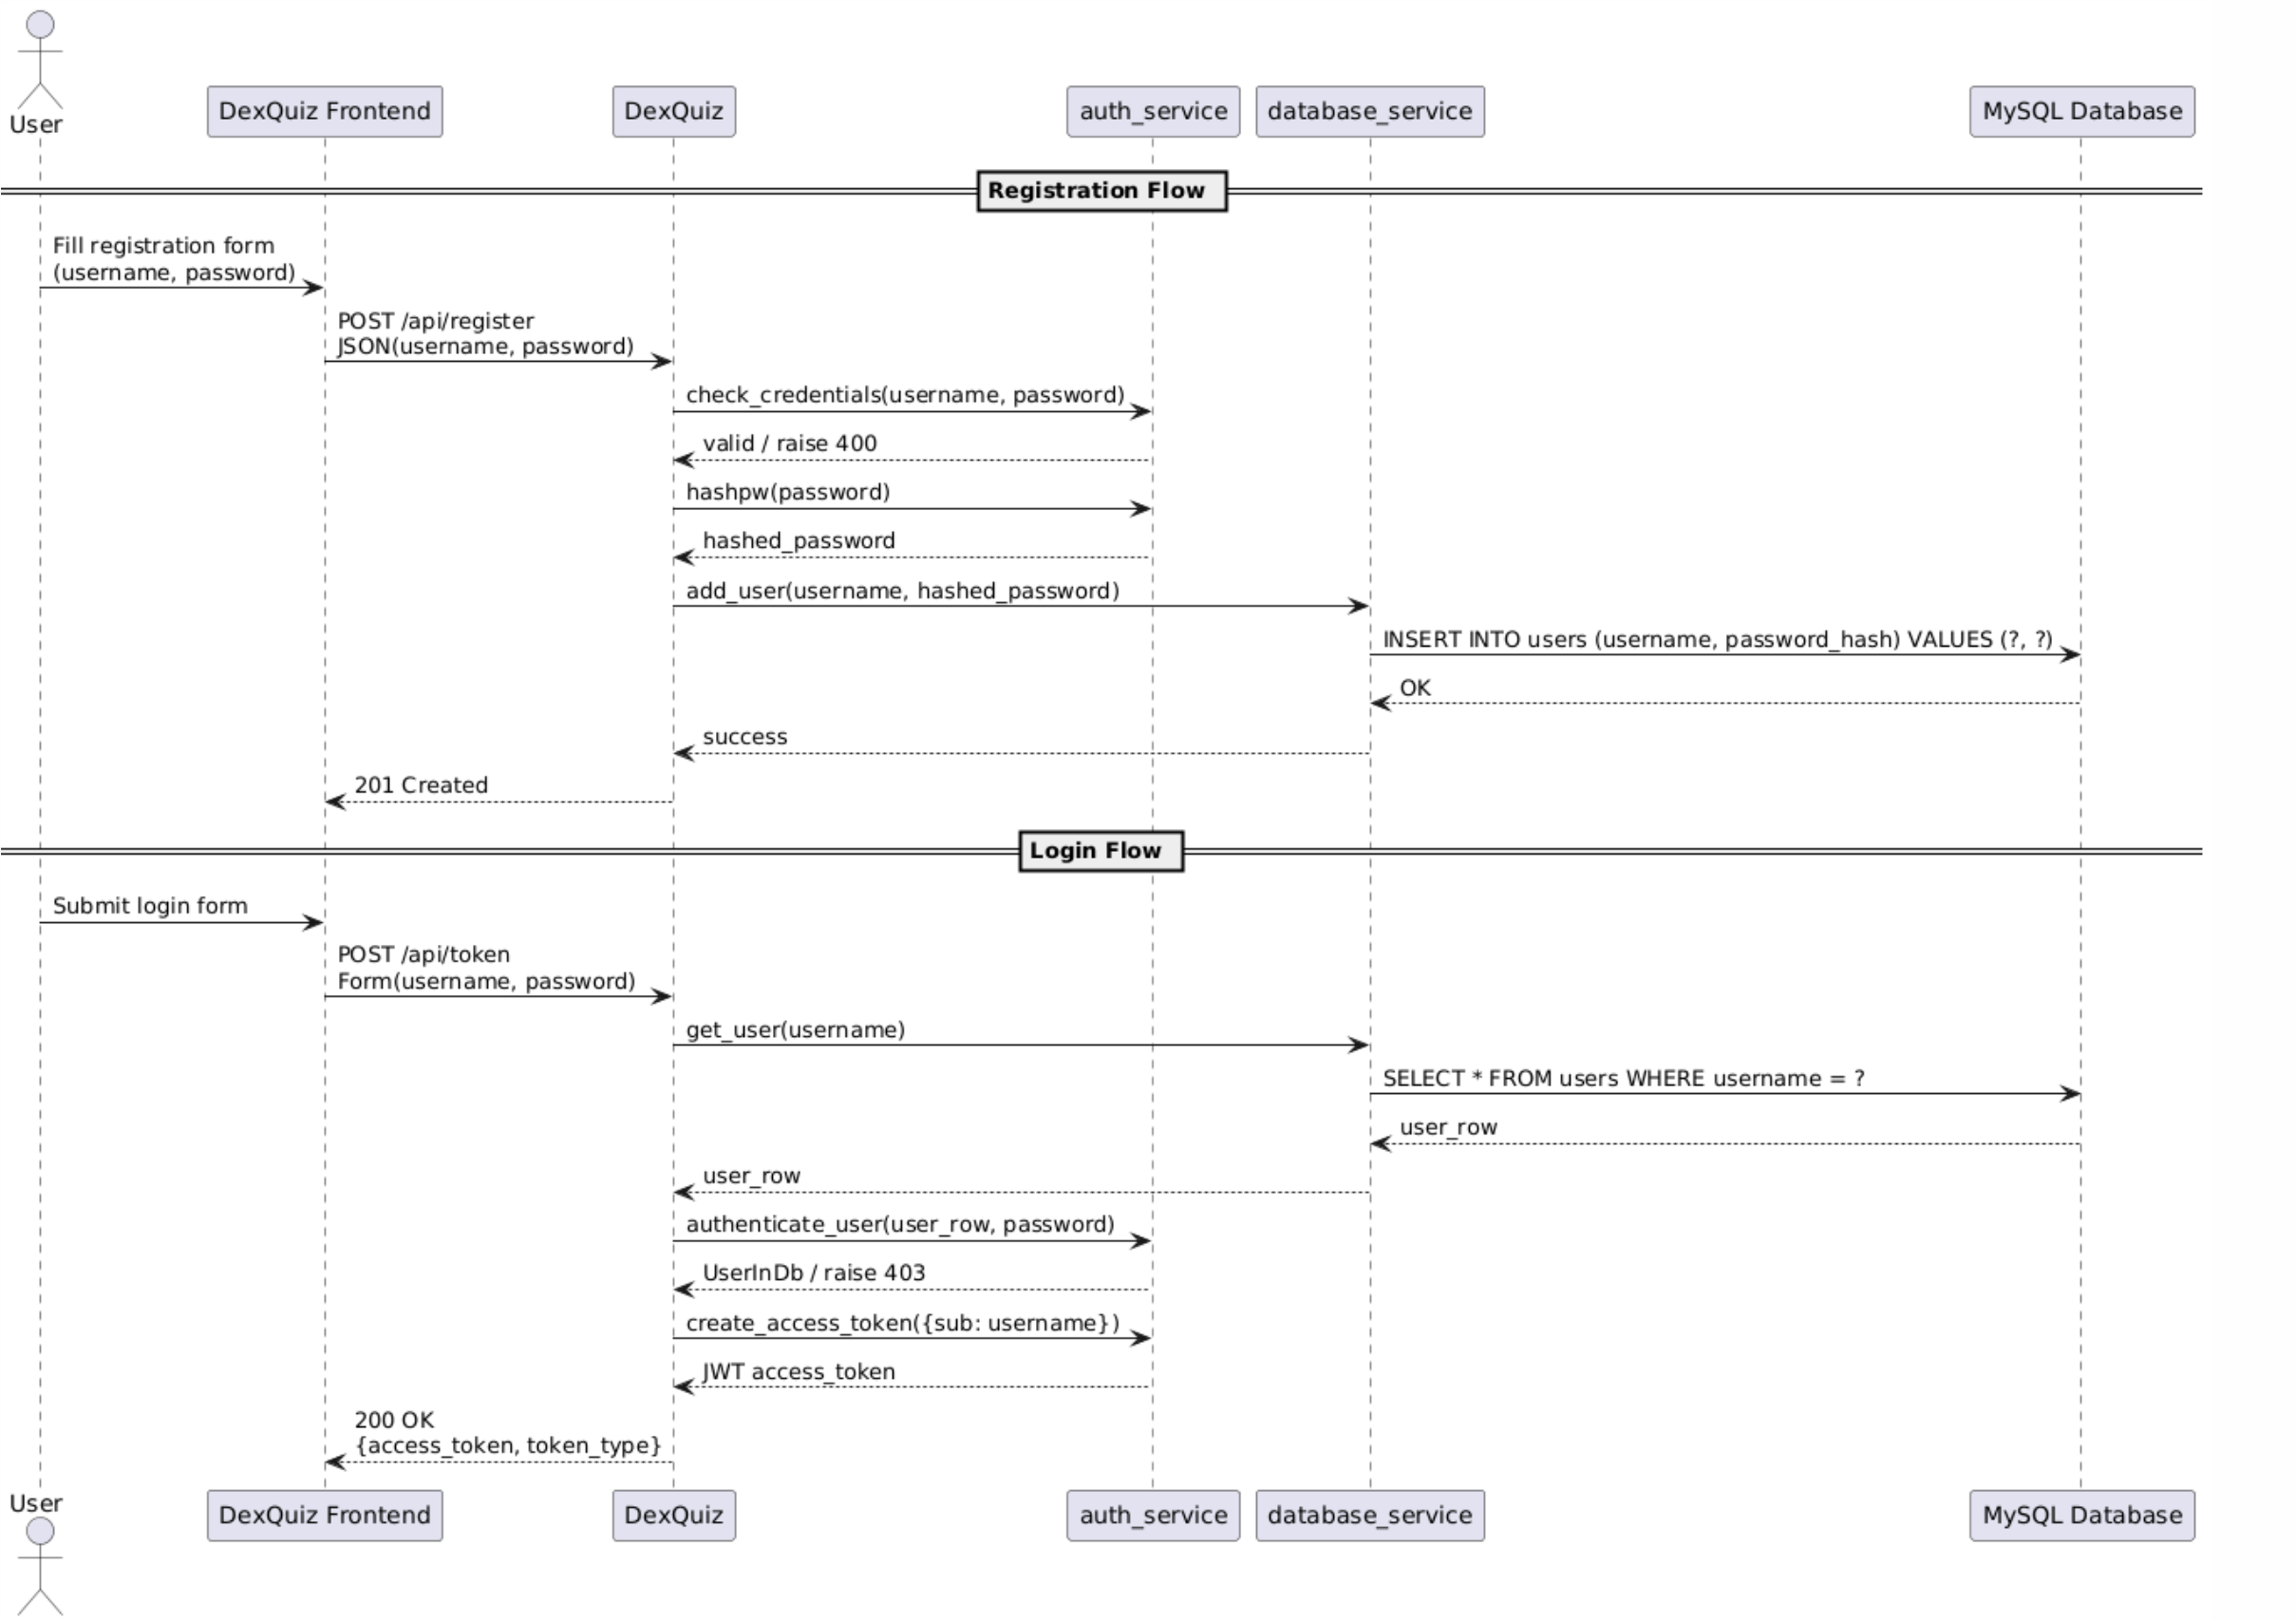 User
DexQuiz Frontend
DexQuiz
auth_service
database_service
MySQL Database
Registration Flow
Fill registration form
(username, password)
POST /api/register
JSON(username, password)
check_credentials(username, password)
valid / raise 400
hashpw(password)
hashed_password
add_user(username, hashed_password)
INSERT INTO users (username, password_hash) VALUES (?, ?)
OK
success
201 Created
Login Flow
Submit login form
POST /api/token
Form(username, password)
get_user(username)
SELECT * FROM users WHERE username = ?
user_row
user_row
authenticate_user(user_row, password)
UserInDb / raise 403
create_access_token({sub: username})
JWT access_token
200 OK
{access_token, token_type}
User
DexQuiz Frontend
DexQuiz
auth_service
database_service
MySQL Database